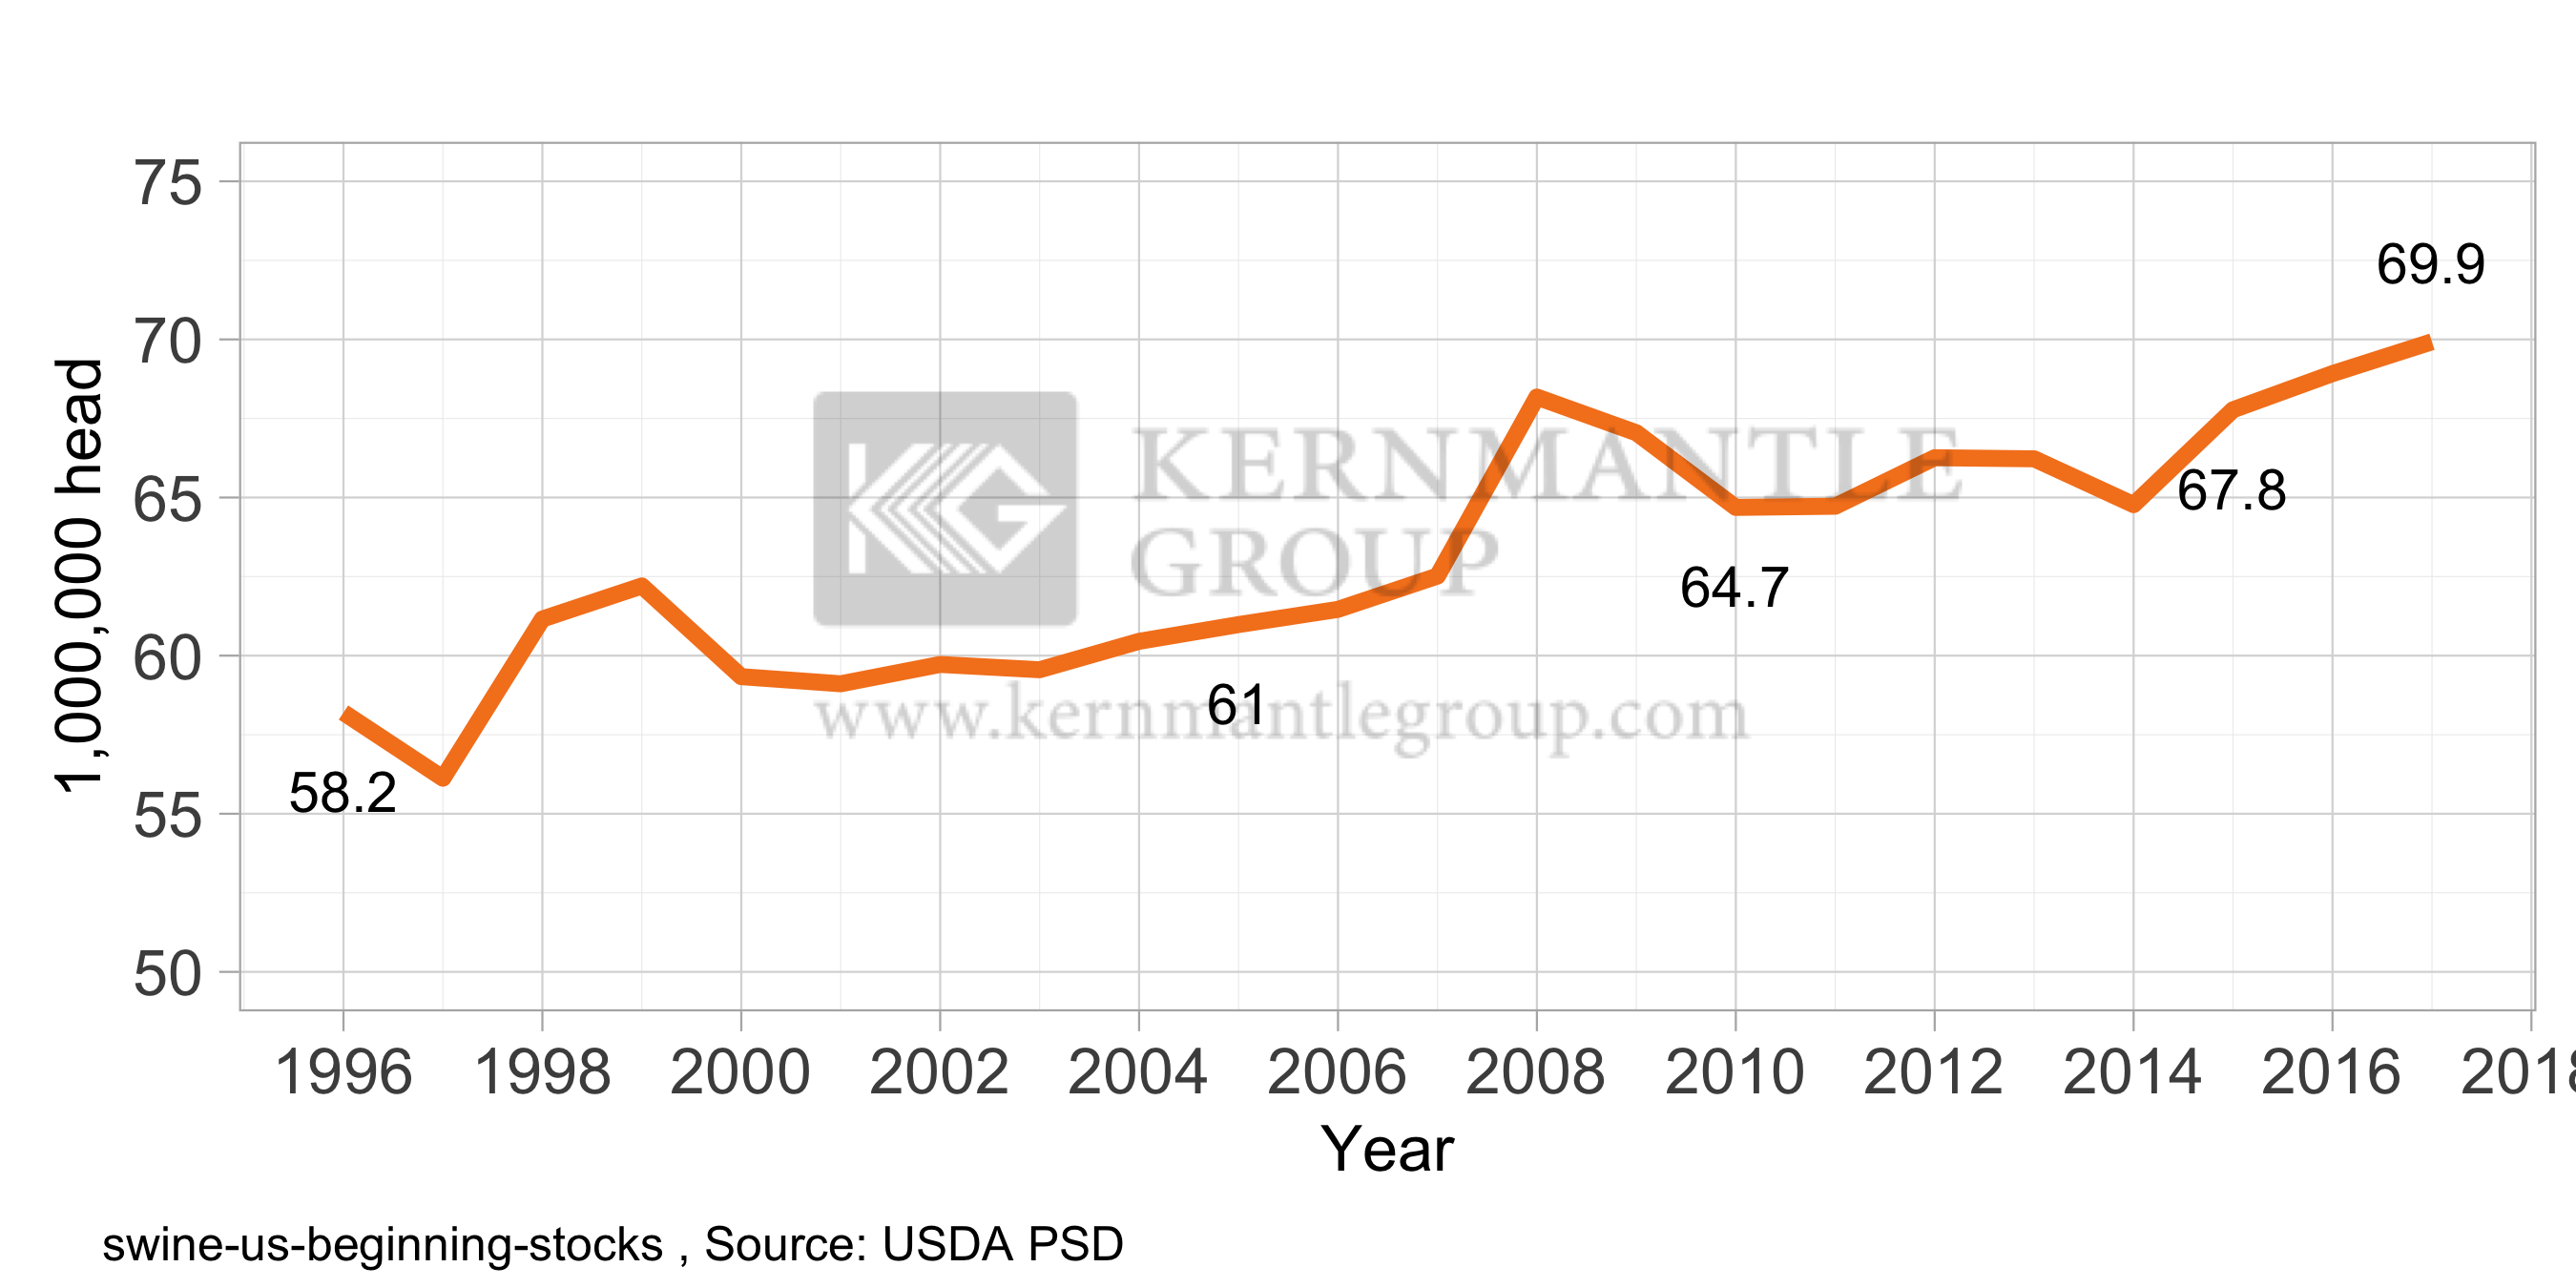 75
69.9
70
KERNMANTLE
65
67.8
GROUP
64.7
60
61
www.kernmantlegroup.com
58.2
55
50
1,000,000 head
1996 1998 2000 2002 2004 2006 2008 2010 2012 2014 2016 2018
Year
swine-us-beginning-stocks , Source: USDA PSD